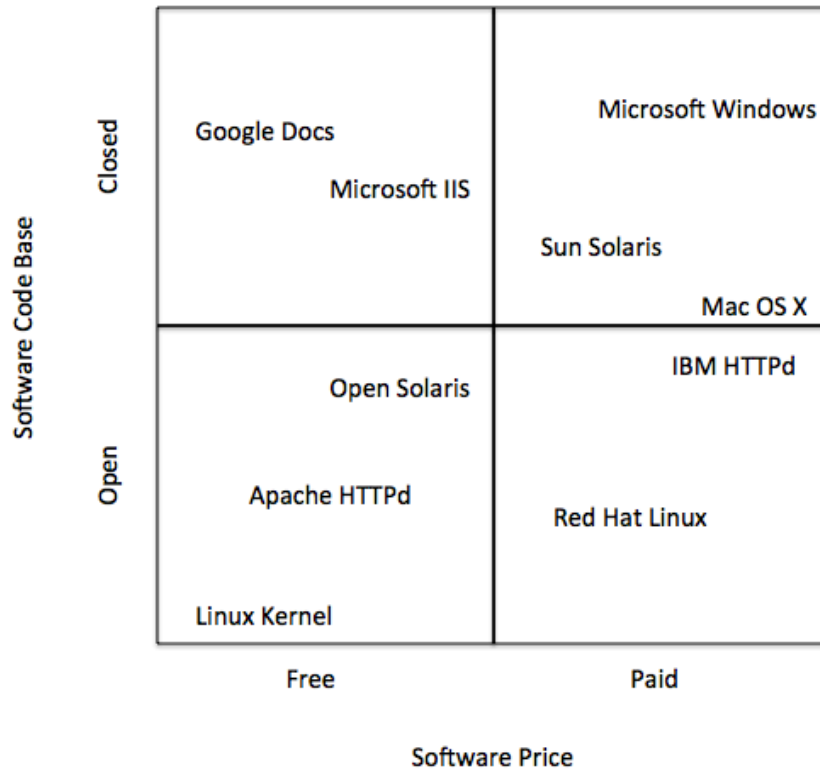 Microsoft Windows
Google Docs
Closed
Microsoft IIS
Sun Solaris
Software Code Base
Mac OS X
IBM HTTPd
Open Solaris
Open
Apache HTTPd
Red Hat Linux
Linux Kernel
Free
Paid
Software Price